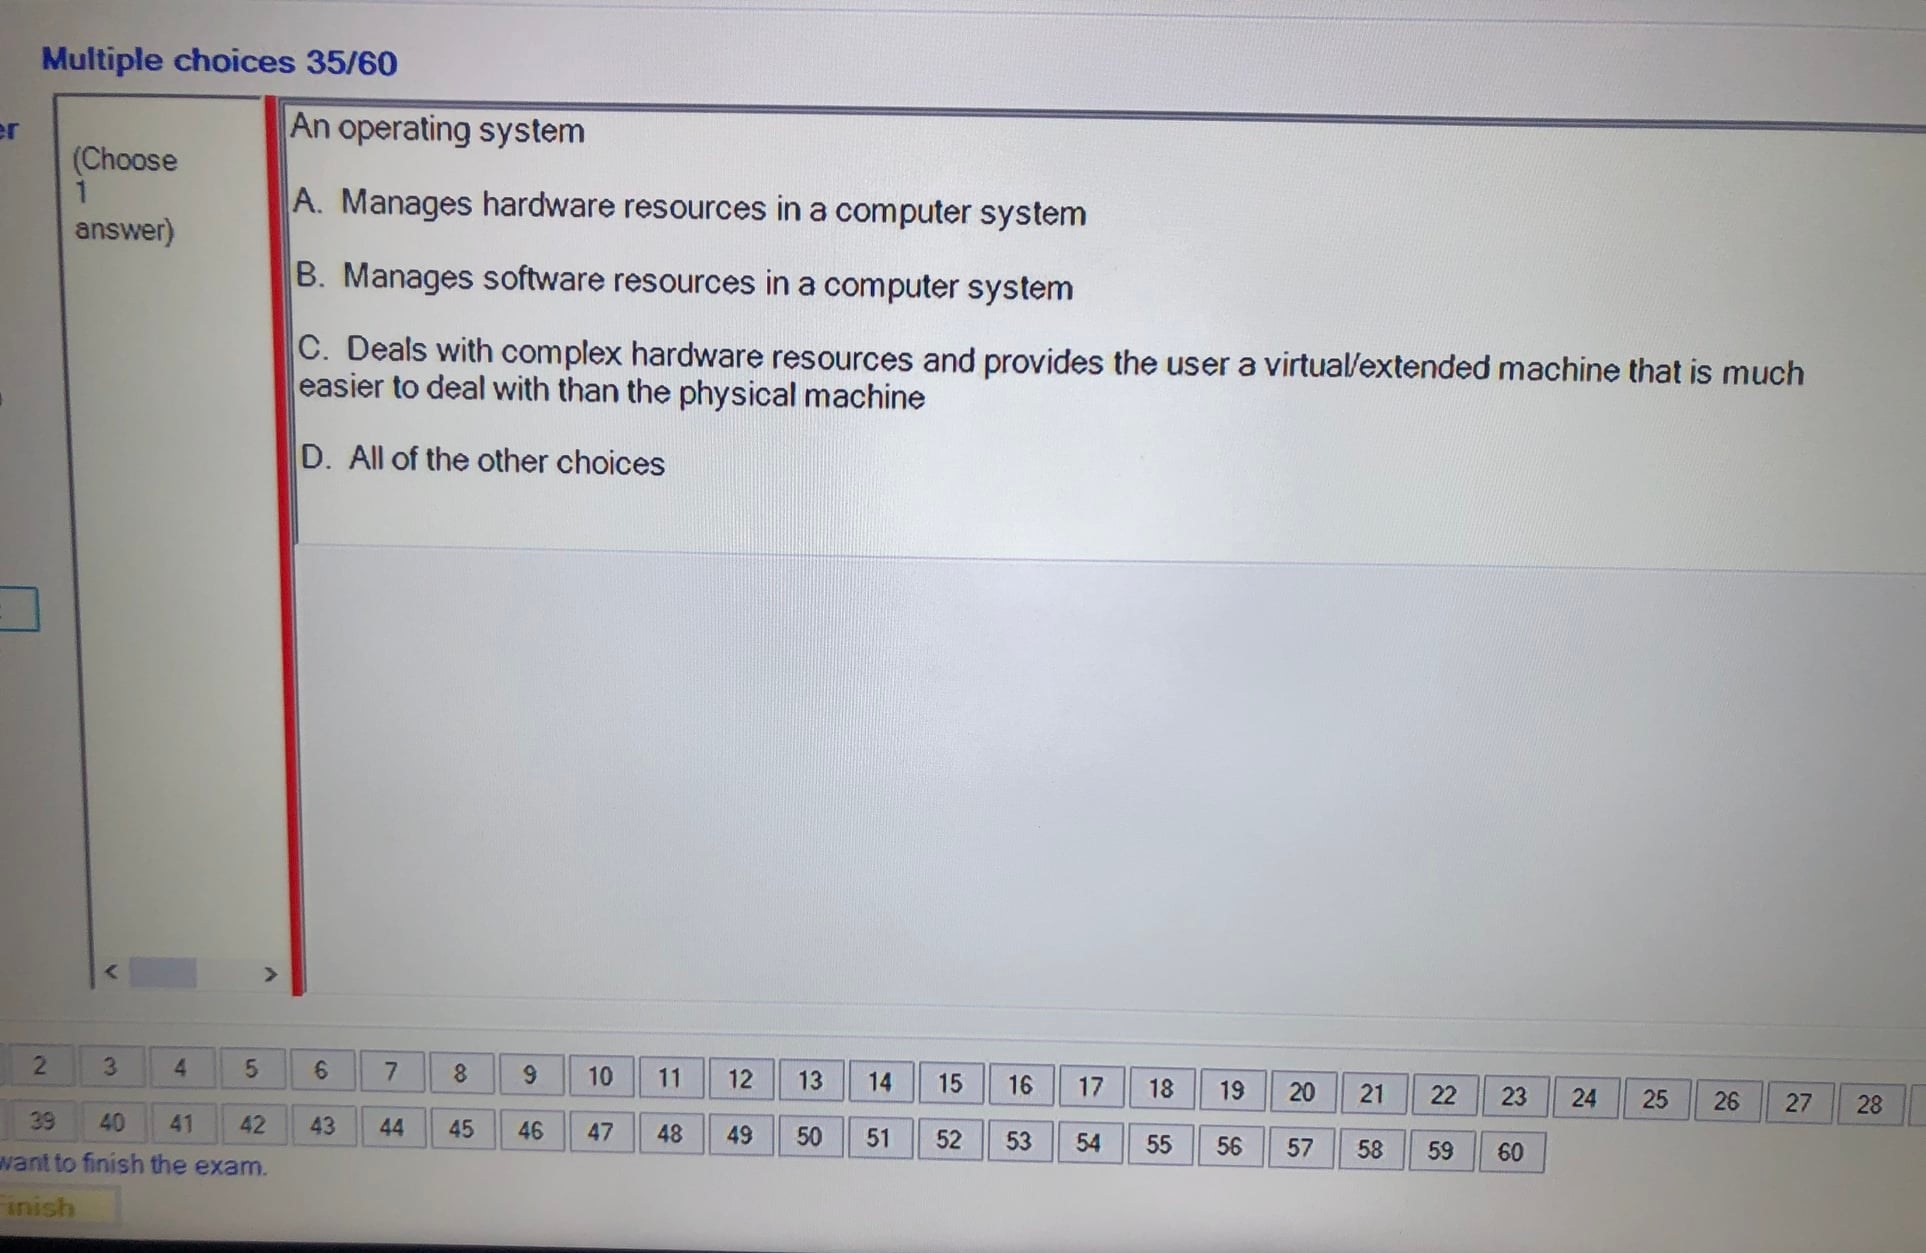 Multiple choices 35/60
er
(Choose
1
answer)
An operating system
A. Manages hardware resources in a computer system
B. Manages software resources in a computer system
C. Deals with complex hardware resources and provides the user a virtual/extended machine that is much
easier to deal with than the physical machine
D. All of the other choices
< >
2 3 4 5 6 7 8 9 10 11 12 13 14 15 16 17 18 19 20 21 22 23 24 25 26 27 28
39 40 41 42 43 44 45 46 47 48 49 50 51 52 53 54 55 56 57 58 59 60
want to finish the exam.
Finish